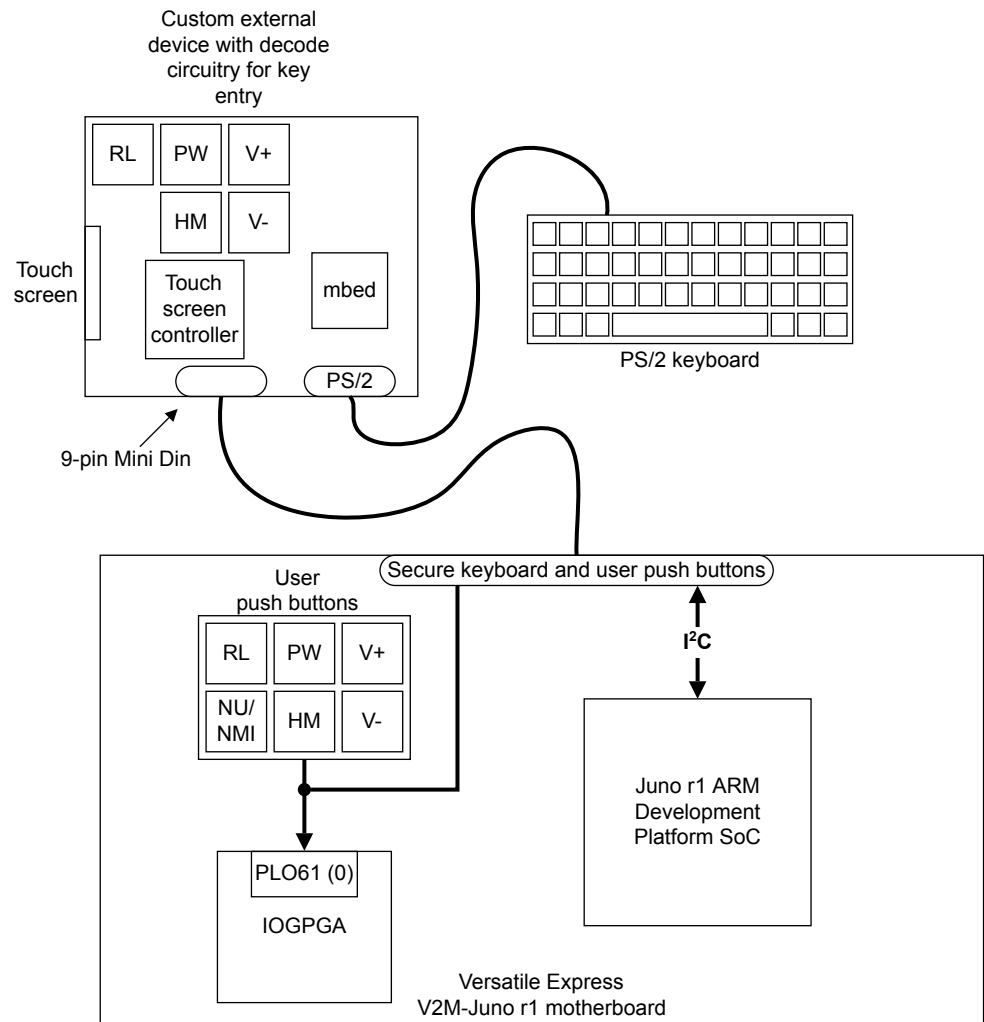 Custom external
device with decode
circuitry for key
entry
RL
PW
V+
HM
V-
Touch
screen
Touch
screen
controller
mbed
PS/2
PS/2 keyboard
9-pin Mini Din
Secure keyboard and user push buttons
User
push buttons
RL
PW
V+
NU/
NMI
HM
V-
I²C
Juno r1 ARM
Development
Platform SoC
PLO61 (0)
IOGPGA
Versatile Express
V2M-Juno r1 motherboard